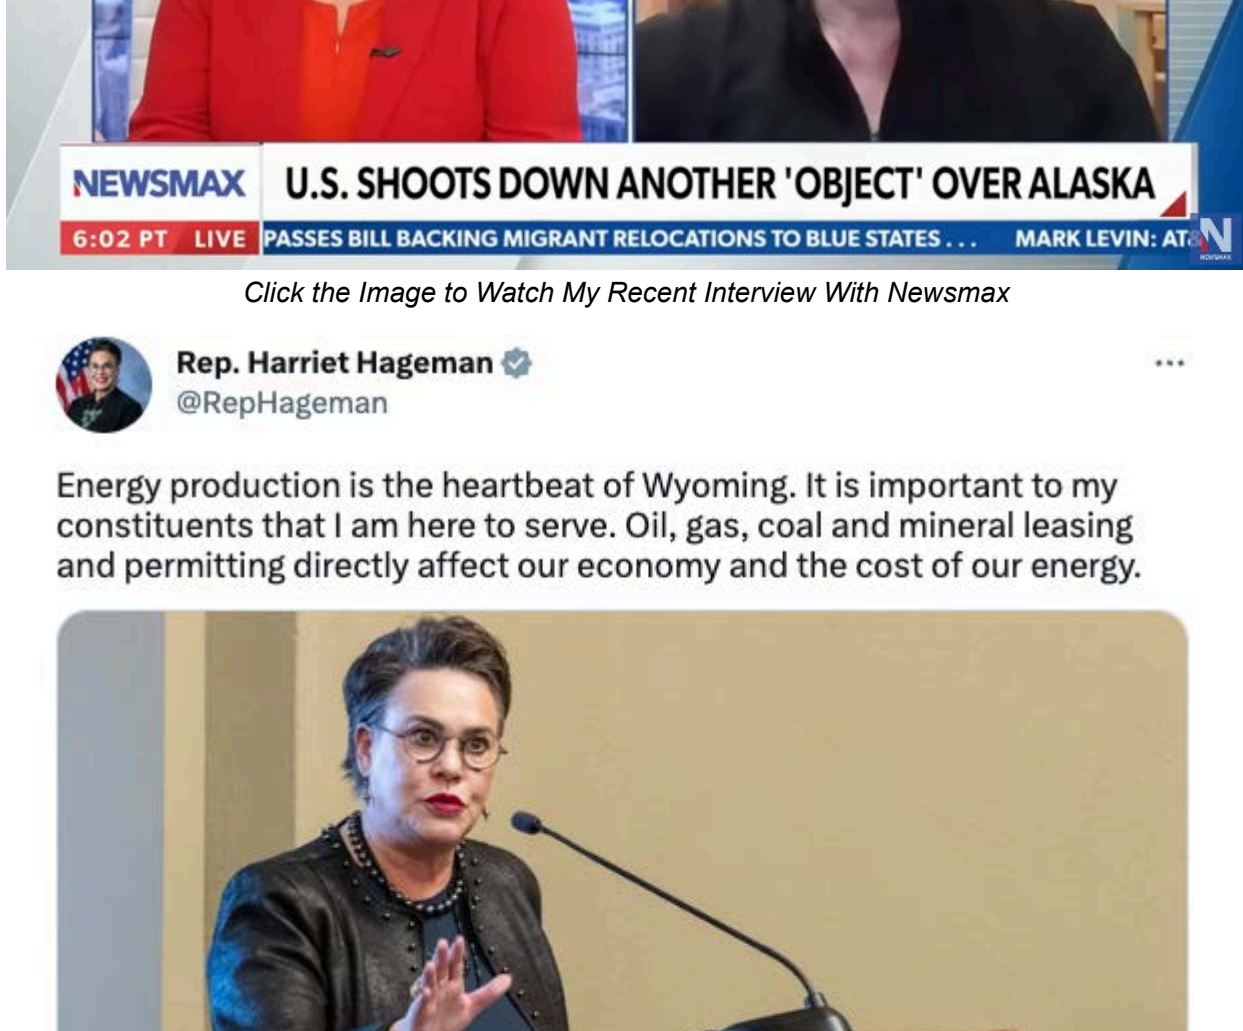 NEWSMAX
U.S. SHOOTS DOWN ANOTHER 'OBJECT' OVER ALASKA
6:02 PT LIVE
PASSES BILL BACKING MIGRANT RELOCATIONS TO BLUE STATES . . . MARK LEVIN: AT&
N
NEWSMAX
Click the Image to Watch My Recent Interview With Newsmax
Rep. Harriet Hageman
@RepHageman
Energy production is the heartbeat of Wyoming. It is important to my
constituents that I am here to serve. Oil, gas, coal and mineral leasing
and permitting directly affect our economy and the cost of our energy.